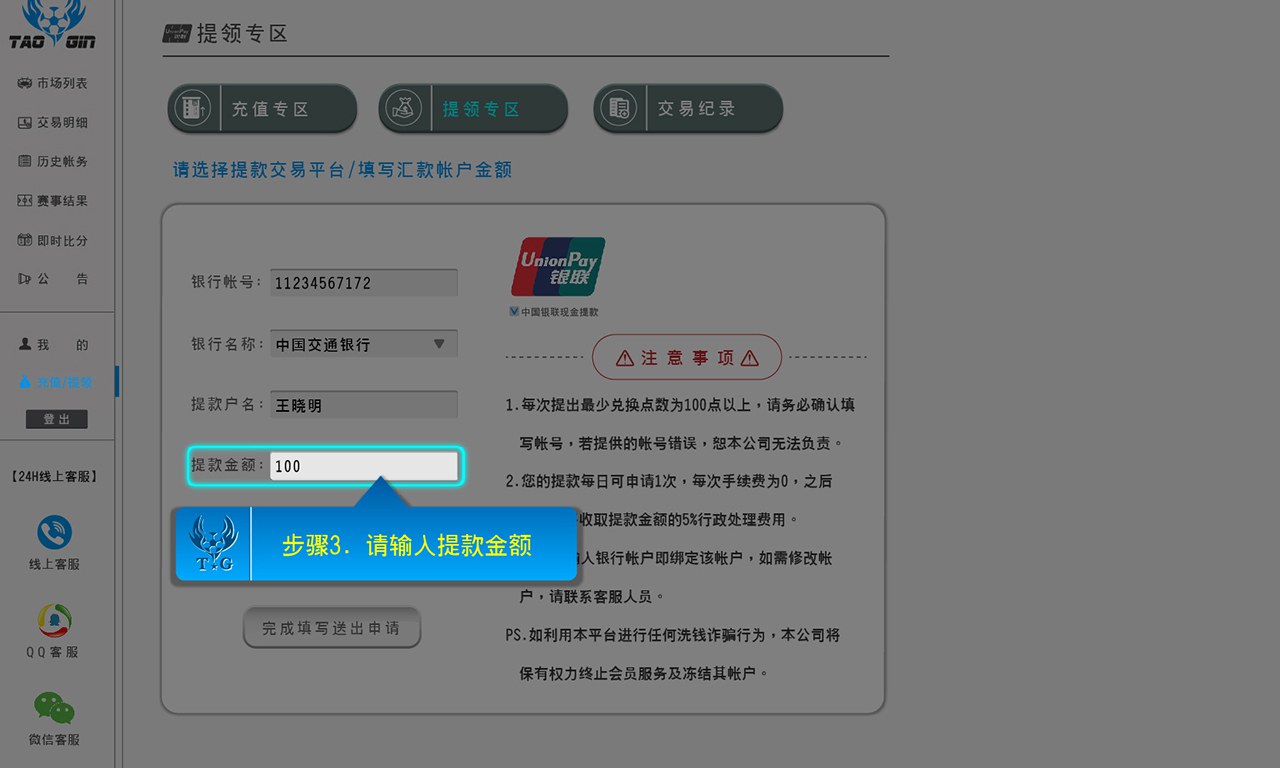 TAO GIN
市场列表
交易明细
历史帐务
赛事结果
即时比分
公 告
我 的
充值/提领
登出
【24H线上客服】
线上客服
QQ客服
微信客服
UnionPay
提领专区
充值专区
提领专区
交易纪录
请选择提款交易平台/填写汇款帐户金额
银行帐号: 11234567172
银行名称: 中国交通银行
提款户名: 王晓明
提款金额: 100
TG
步骤3. 请输入提款金额
完成填写送出申请
UnionPay
银联
中国银联现金提款
注意事项
1.每次提出最少兑换点数为100点以上，请务必确认填
写帐号，若提供的帐号错误，恕本公司无法负责。
2.您的提款每日可申请1次，每次手续费为0，之后
收取提款金额的5%行政处理费用。
人银行帐户即绑定该帐户，如需修改帐
户，请联系客服人员。
PS.如利用本平台进行任何洗钱诈骗行为，本公司将
保有权力终止会员服务及冻结其帐户。